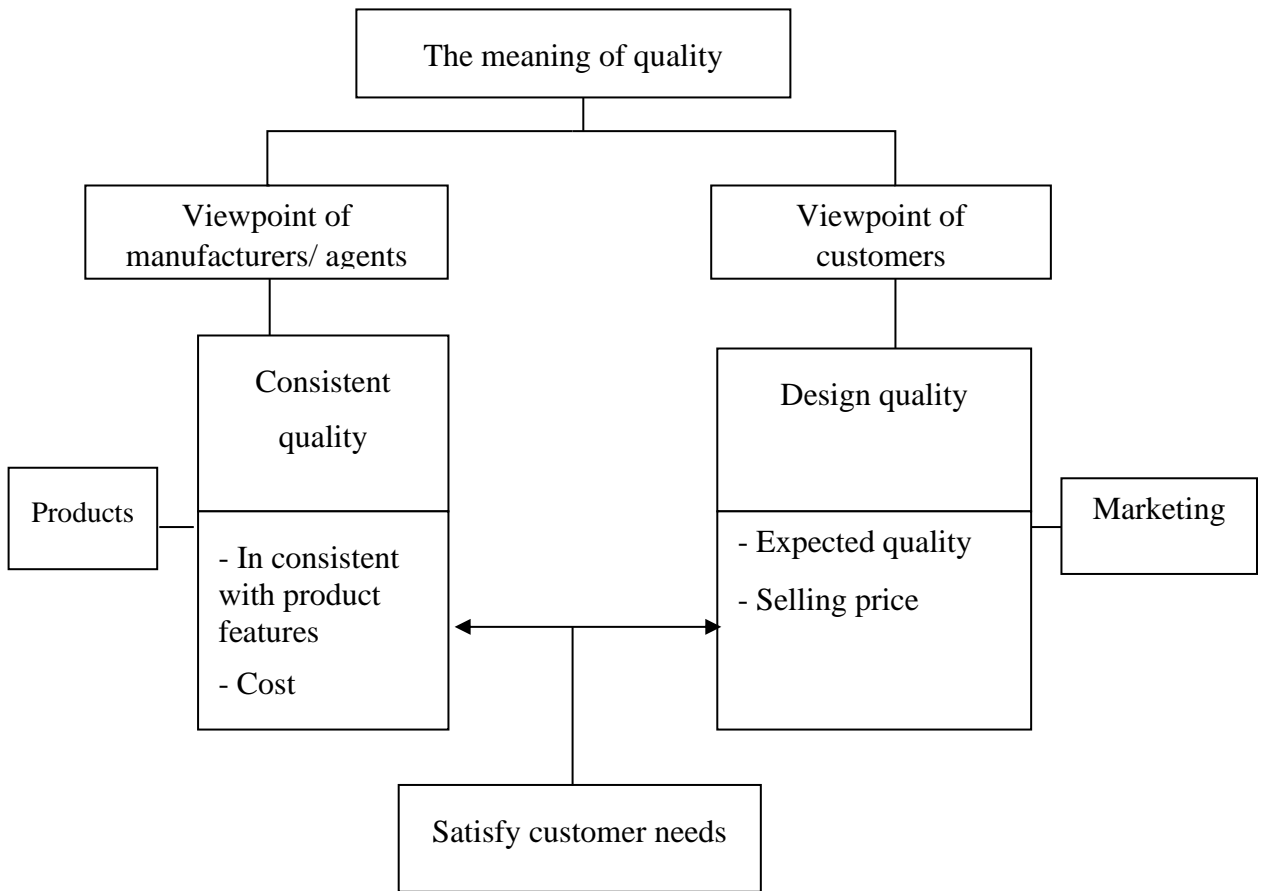 The meaning of quality
Viewpoint of
manufacturers/ agents
Viewpoint of
customers
Consistent
quality
Design quality
Products
Marketing
- In consistent
with product
features
- Cost
- Expected quality
- Selling price
Satisfy customer needs